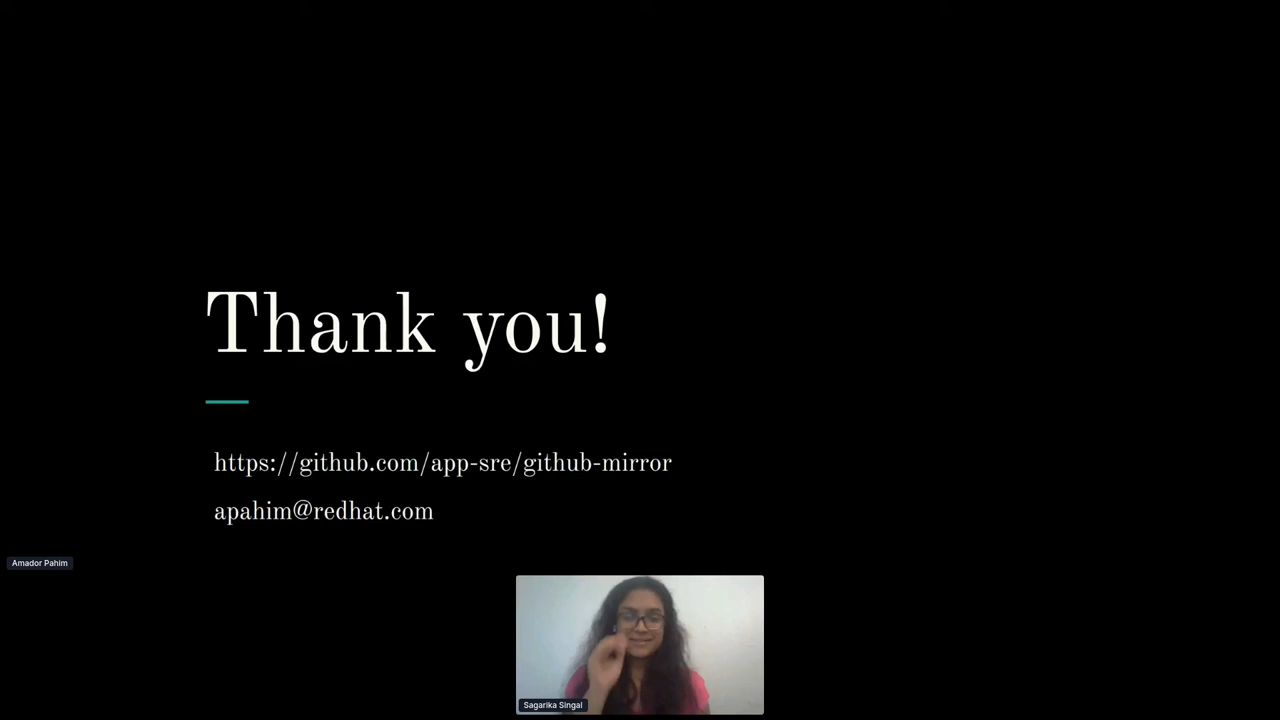 Thank you!
https://github.com/app-sre/github-mirror
apahim@redhat.com
Amador Pahim
Sagarika Singal